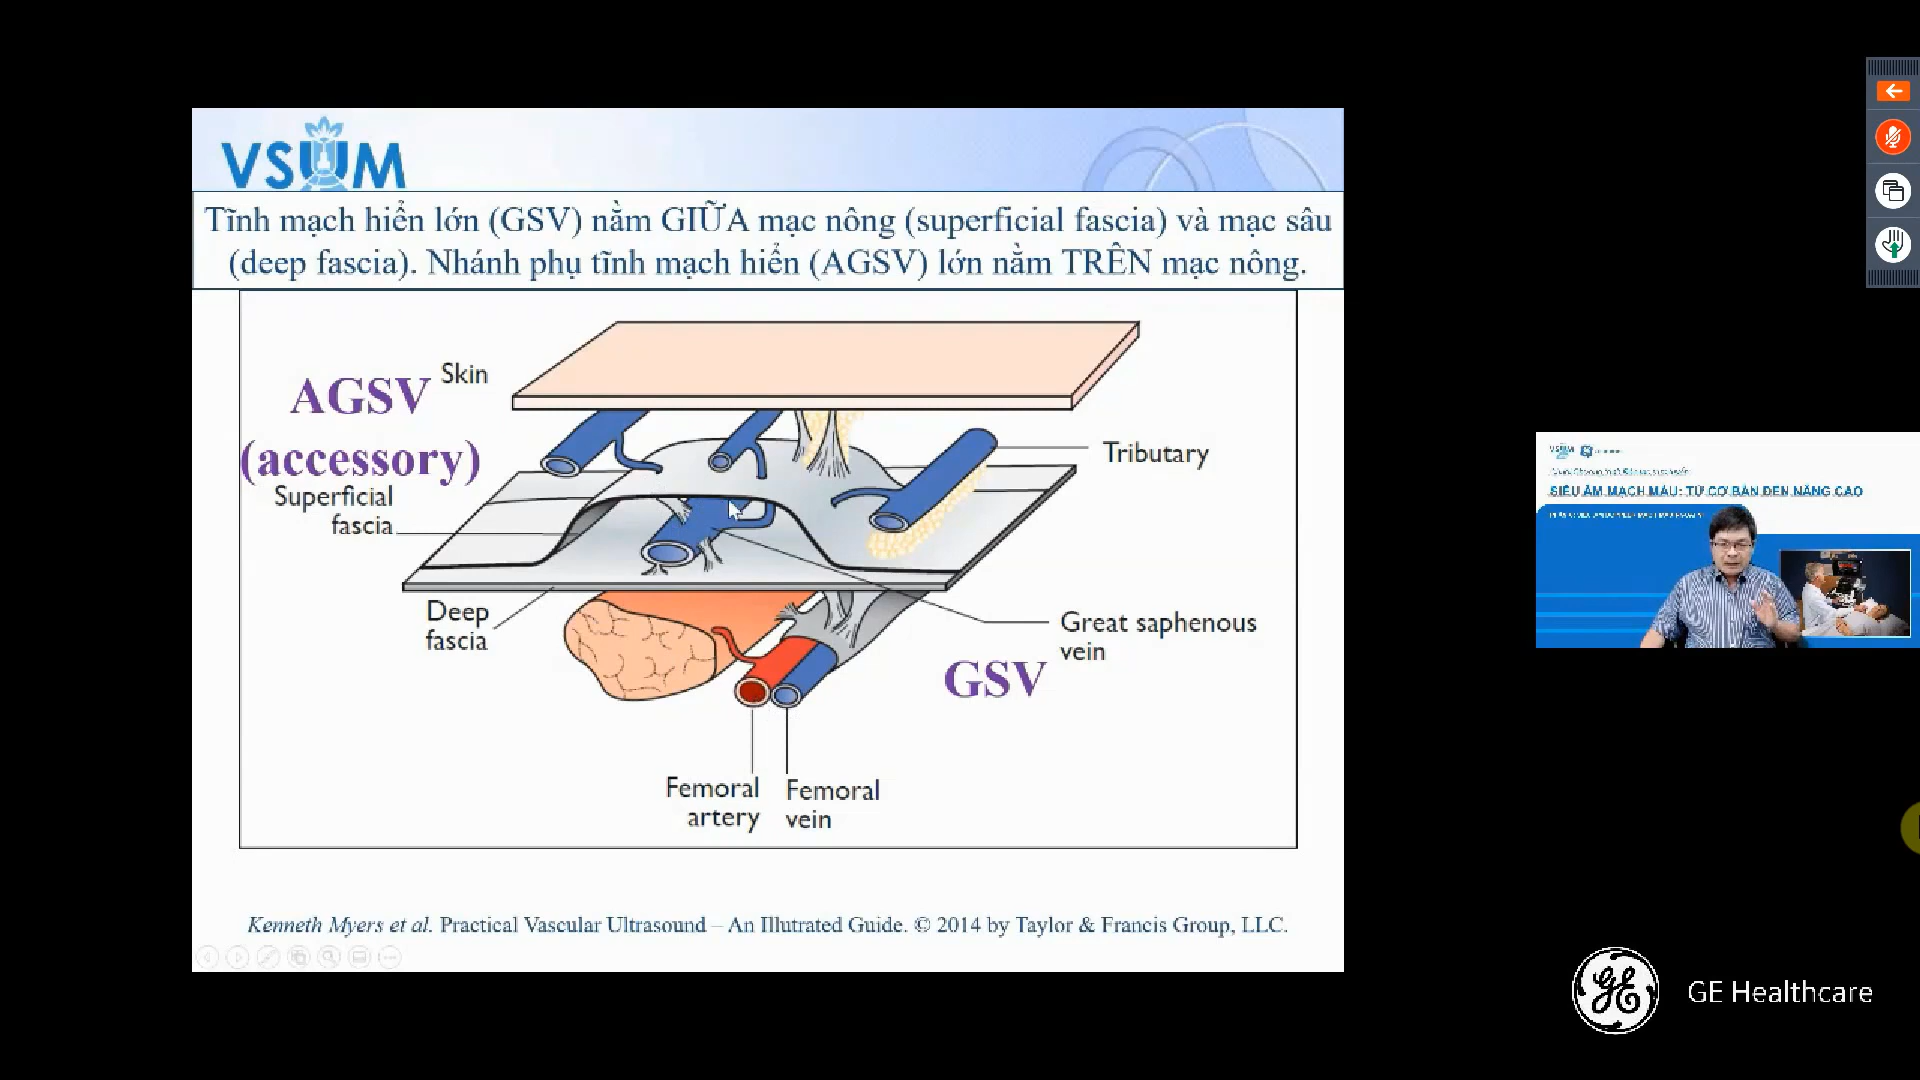 VSUM
Tĩnh mạch hiển lớn (GSV) nằm GIỮA mạc nông (superficial fascia) và mạc sâu
(deep fascia). Nhánh phụ tĩnh mạch hiển (AGSV) lớn nằm TRÊN mạc nông.
Skin
AGSV
(accessory)
Superficial
fascia
Tributary
Deep
fascia
Great saphenous
vein
GSV
Femoral
artery
Femoral
vein
Kenneth Myers et al. Practical Vascular Ultrasound – An Illutrated Guide. © 2014 by Taylor & Francis Group, LLC.
VSUM
SIÊU ÂM MẠCH MÁU: TỪ CƠ BẢN ĐẾN NÂNG CAO
GE Healthcare